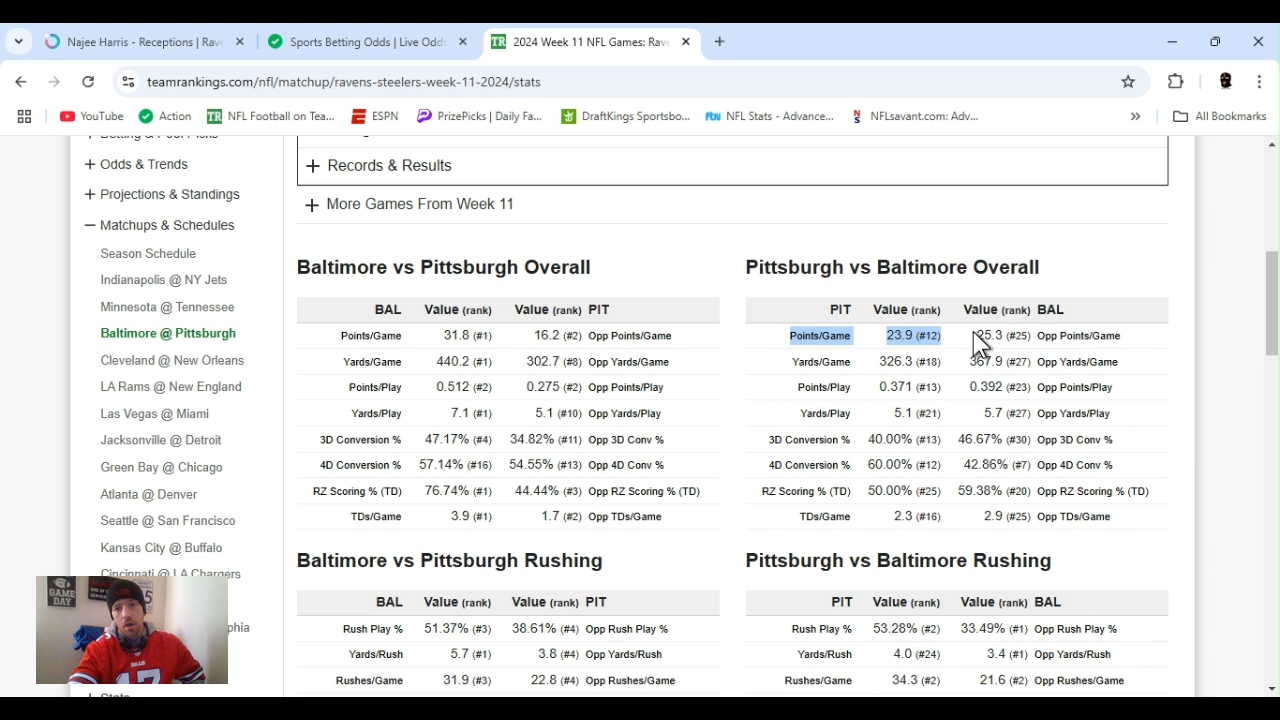 Najee Harris - Receptions | Rave
Sports Betting Odds | Live Odd
TR 2024 Week 11 NFL Games: Rave
teamrankings.com/nfl/matchup/ravens-steelers-week-11-2024/stats
YouTube Action TR NFL Football on Tea... ESPN PrizePicks | Daily Fa... DraftKings Sportsbo... ftn NFL Stats - Advance... NS NFLsavant.com: Adv... » All Bookmarks
+ Odds & Trends
+ Projections & Standings
− Matchups & Schedules
Season Schedule
Indianapolis @ NY Jets
Minnesota @ Tennessee
Baltimore @ Pittsburgh
Cleveland @ New Orleans
LA Rams @ New England
Las Vegas @ Miami
Jacksonville @ Detroit
Green Bay @ Chicago
Atlanta @ Denver
Seattle @ San Francisco
Kansas City @ Buffalo
Cincinnati @ LA Chargers
phia
+ Stats
+ Records & Results
+ More Games From Week 11
Baltimore vs Pittsburgh Overall
BAL Value (rank) Value (rank) PIT
Points/Game 31.8 (#1) 16.2 (#2) Opp Points/Game
Yards/Game 440.2 (#1) 302.7 (#8) Opp Yards/Game
Points/Play 0.512 (#2) 0.275 (#2) Opp Points/Play
Yards/Play 7.1 (#1) 5.1 (#10) Opp Yards/Play
3D Conversion % 47.17% (#4) 34.82% (#11) Opp 3D Conv %
4D Conversion % 57.14% (#16) 54.55% (#13) Opp 4D Conv %
RZ Scoring % (TD) 76.74% (#1) 44.44% (#3) Opp RZ Scoring % (TD)
TDs/Game 3.9 (#1) 1.7 (#2) Opp TDs/Game
Pittsburgh vs Baltimore Overall
PIT Value (rank) Value (rank) BAL
Points/Game 23.9 (#12) 25.3 (#25) Opp Points/Game
Yards/Game 326.3 (#18) 367.9 (#27) Opp Yards/Game
Points/Play 0.371 (#13) 0.392 (#23) Opp Points/Play
Yards/Play 5.1 (#21) 5.7 (#27) Opp Yards/Play
3D Conversion % 40.00% (#13) 46.67% (#30) Opp 3D Conv %
4D Conversion % 60.00% (#12) 42.86% (#7) Opp 4D Conv %
RZ Scoring % (TD) 50.00% (#25) 59.38% (#20) Opp RZ Scoring % (TD)
TDs/Game 2.3 (#16) 2.9 (#25) Opp TDs/Game
Baltimore vs Pittsburgh Rushing
BAL Value (rank) Value (rank) PIT
Rush Play % 51.37% (#3) 38.61% (#4) Opp Rush Play %
Yards/Rush 5.7 (#1) 3.8 (#4) Opp Yards/Rush
Rushes/Game 31.9 (#3) 22.8 (#4) Opp Rushes/Game
Pittsburgh vs Baltimore Rushing
PIT Value (rank) Value (rank) BAL
Rush Play % 53.28% (#2) 33.49% (#1) Opp Rush Play %
Yards/Rush 4.0 (#24) 3.4 (#1) Opp Yards/Rush
Rushes/Game 34.3 (#2) 21.6 (#2) Opp Rushes/Game
GAME
DAY
BILLS
17